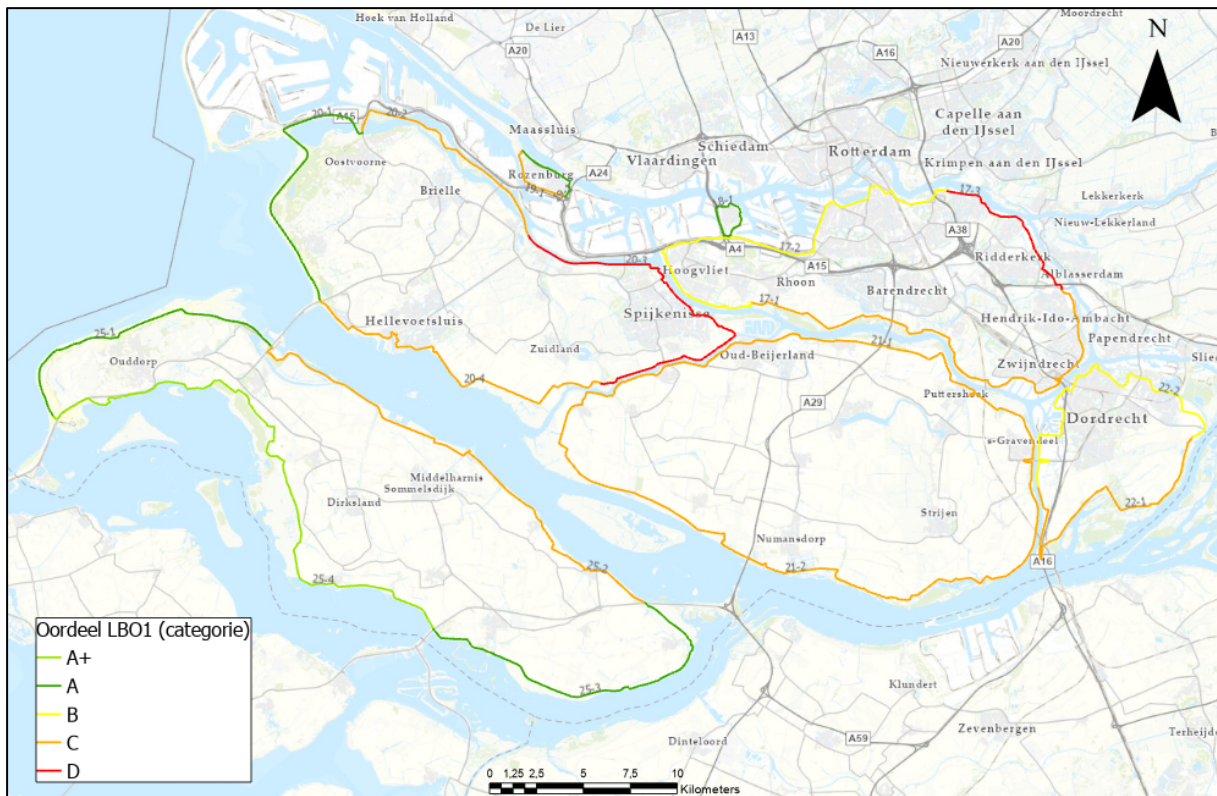 Hoek van Holland
De Lier
Moordrecht
A20
A13
A16
A20
N
Nieuwerkerk aan den IJssel
Maassluis
Capelle aan
den IJssel
Schiedam
Vlaardingen
Rotterdam
Krimpen aan den IJssel
20-1
A15
20-2
Oostvoorne
Brielle
Rozenburg
A24
19-1
17-3
Lekkerkerk
Nieuw-Lekkerland
A4
17-2
A38
Ridderkerk
20-3
Hoogvliet
Rhoon
A15
Barendrecht
Alblasserdam
17-1
Hellevoetsluis
Spijkenisse
Hendrik-Ido-Ambacht
Papendrecht
25-1
Ouddorp
Zuidland
Oud-Beijerland
21-1
Zwijndrecht
20-4
Puttershoek
22-2
A29
Dordrecht
s-Gravendeel
Middelharnis
Sommelsdijk
Dirksland
22-1
Strijen
Numansdorp
25-2
21-2
A16
25-4
25-3
Klundert
Zevenbergen
Dinteloord
A59
Terheijde
Oordeel LBO1 (categorie)
A+
A
B
C
D
0 1,25 2,5 5 7,5 10
Kilometers